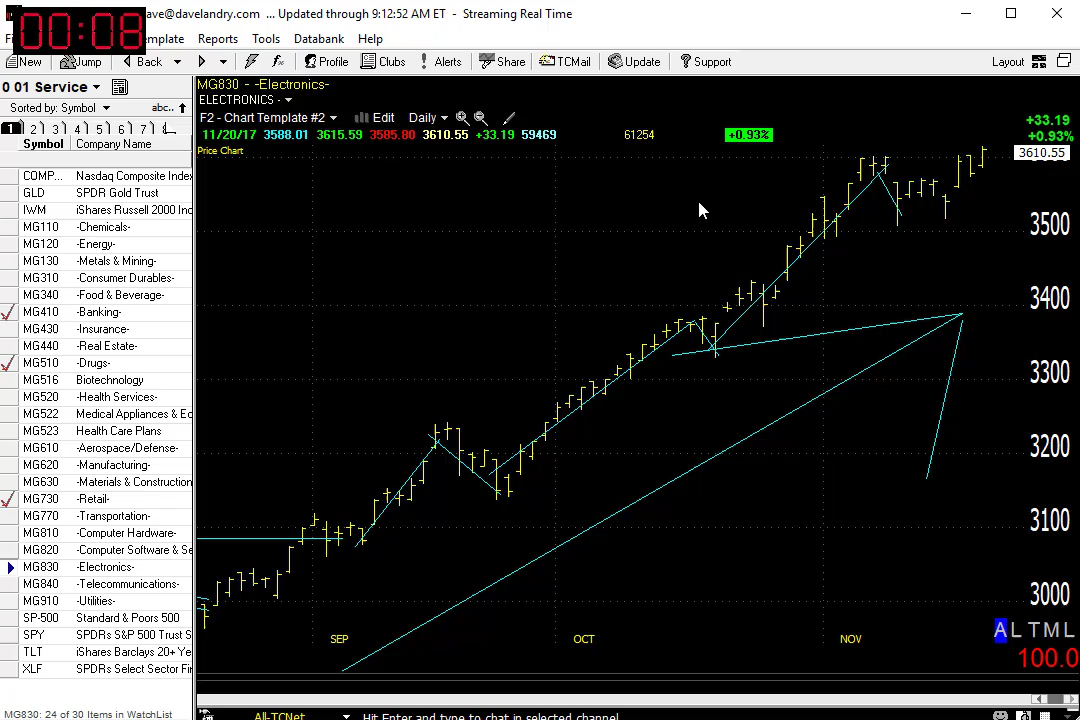 ave@davelandry.com ... Updated through 9:12:52 AM ET - Streaming Real Time
00:08
emplate Reports Tools Databank Help
New Jump Back Profile Clubs Alerts Share TCMail Update Support Layout
0 01 Service
MG830 - -Electronics-
ELECTRONICS -
Sorted by: Symbol abc..
F2 - Chart Template #2 Edit Daily
1 2 3 4 5 6 7
11/20/17 3588.01 3615.59 3585.80 3610.55 +33.19 59469 61254 +0.93%
+33.19
+0.93%
3610.55
Price Chart
Symbol Company Name
COMP... Nasdaq Composite Index
GLD SPDR Gold Trust
IWM iShares Russell 2000 Ind
MG110 -Chemicals-
MG120 -Energy-
MG130 -Metals & Mining-
MG310 -Consumer Durables-
MG340 -Food & Beverage-
MG410 -Banking-
MG430 -Insurance-
MG440 -Real Estate-
MG510 -Drugs-
MG516 Biotechnology
MG520 -Health Services-
MG522 Medical Appliances & Ec
MG523 Health Care Plans
MG610 -Aerospace/Defense-
MG620 -Manufacturing-
MG630 -Materials & Construction
MG730 -Retail-
MG770 -Transportation-
MG810 -Computer Hardware-
MG820 -Computer Software & Se
MG830 -Electronics-
MG840 -Telecommunications-
MG910 -Utilities-
SP-500 Standard & Poors 500
SPY SPDRs S&P 500 Trust S
TLT iShares Barclays 20+ Ye
XLF SPDRs Select Sector Fir
3500
3400
3300
3200
3100
3000
SEP OCT NOV
A L T M L
100.0
MG830: 24 of 30 Items in WatchList
All-TCNet Hit Enter and type to chat in selected channel